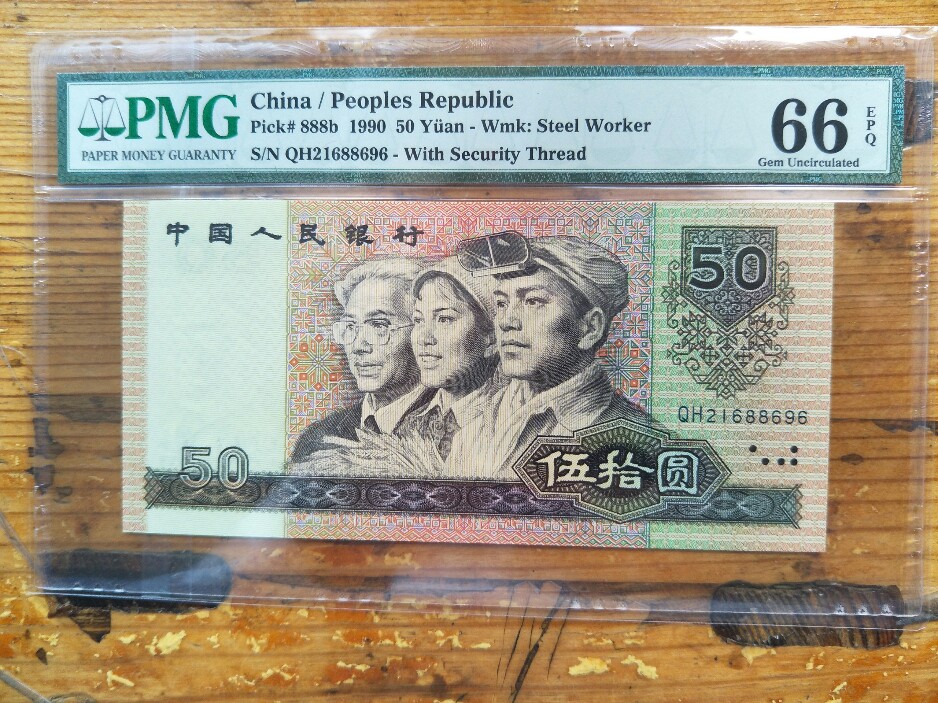 PMG
PAPER MONEY GUARANTY
China / Peoples Republic
Pick# 888b 1990 50 Yüan - Wmk: Steel Worker
S/N QH21688696 - With Security Thread
66
EPQ
Gem Uncirculated
中国人民银行
50
QH21688696
50
伍拾圆